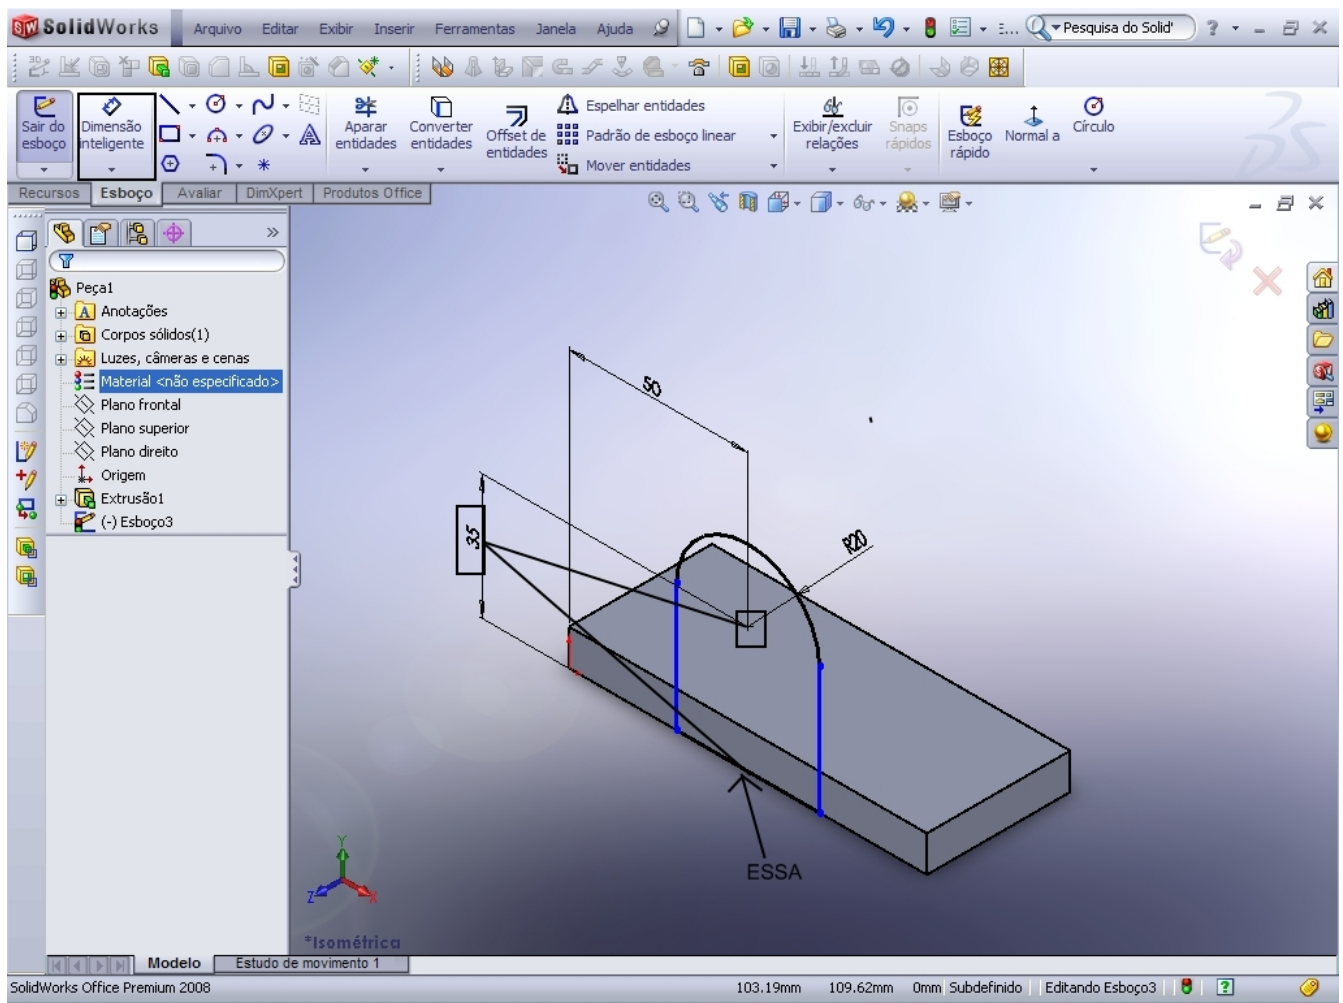 SolidWorks Arquivo Editar Exibir Inserir Ferramentas Janela Ajuda E... Pesquisa do Solid' ?
Sair do esboço
Dimensão inteligente
Aparar entidades
Converter entidades
Offset de entidades
Espelhar entidades
Padrão de esboço linear
Mover entidades
Exibir/excluir relações
Snaps rápidos
Esboço rápido
Normal a
Círculo
Recursos Esboço Avaliar DimXpert Produtos Office
Peça1
Anotações
Corpos sólidos(1)
Luzes, câmeras e cenas
Material <não especificado>
Plano frontal
Plano superior
Plano direito
Origem
Extrusão1
(-) Esboço3
50
35
R20
ESSA
Y
Z
X
*Isométrica
Modelo Estudo de movimento 1
SolidWorks Office Premium 2008 103.19mm 109.62mm 0mm Subdefinido Editando Esboço3